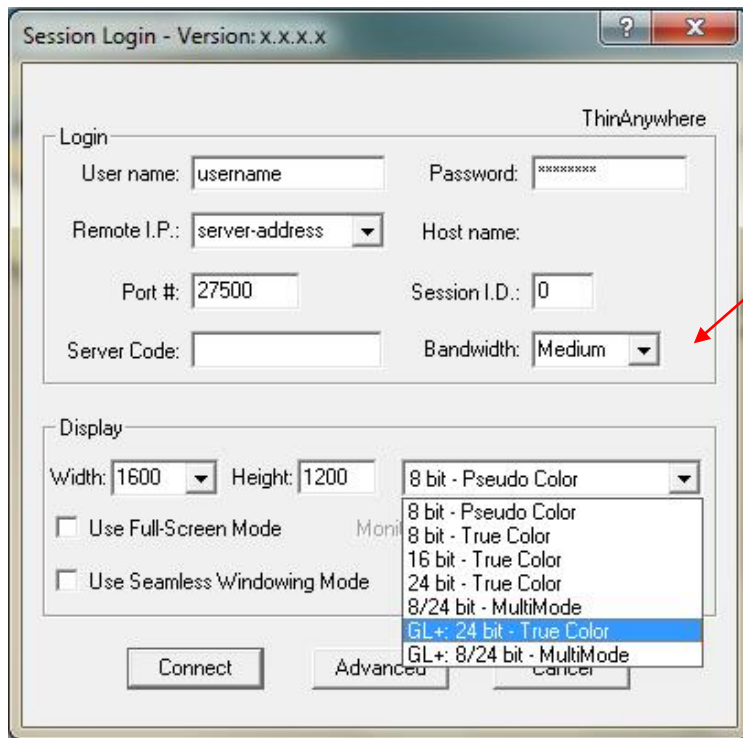 Session Login - Version: x.x.x.x
ThinAnywhere
Login
User name: username Password: ********
Remote I.P.: server-address Host name:
Port #: 27500 Session I.D.: 0
Server Code: Bandwidth: Medium
Display
Width: 1600 Height: 1200 8 bit - Pseudo Color
8 bit - Pseudo Color
Use Full-Screen Mode
8 bit - True Color
16 bit - True Color
24 bit - True Color
Use Seamless Windowing Mode
8/24 bit - MultiMode
GL+: 24 bit - True Color
GL+: 8/24 bit - MultiMode
Connect Advanced Cancel